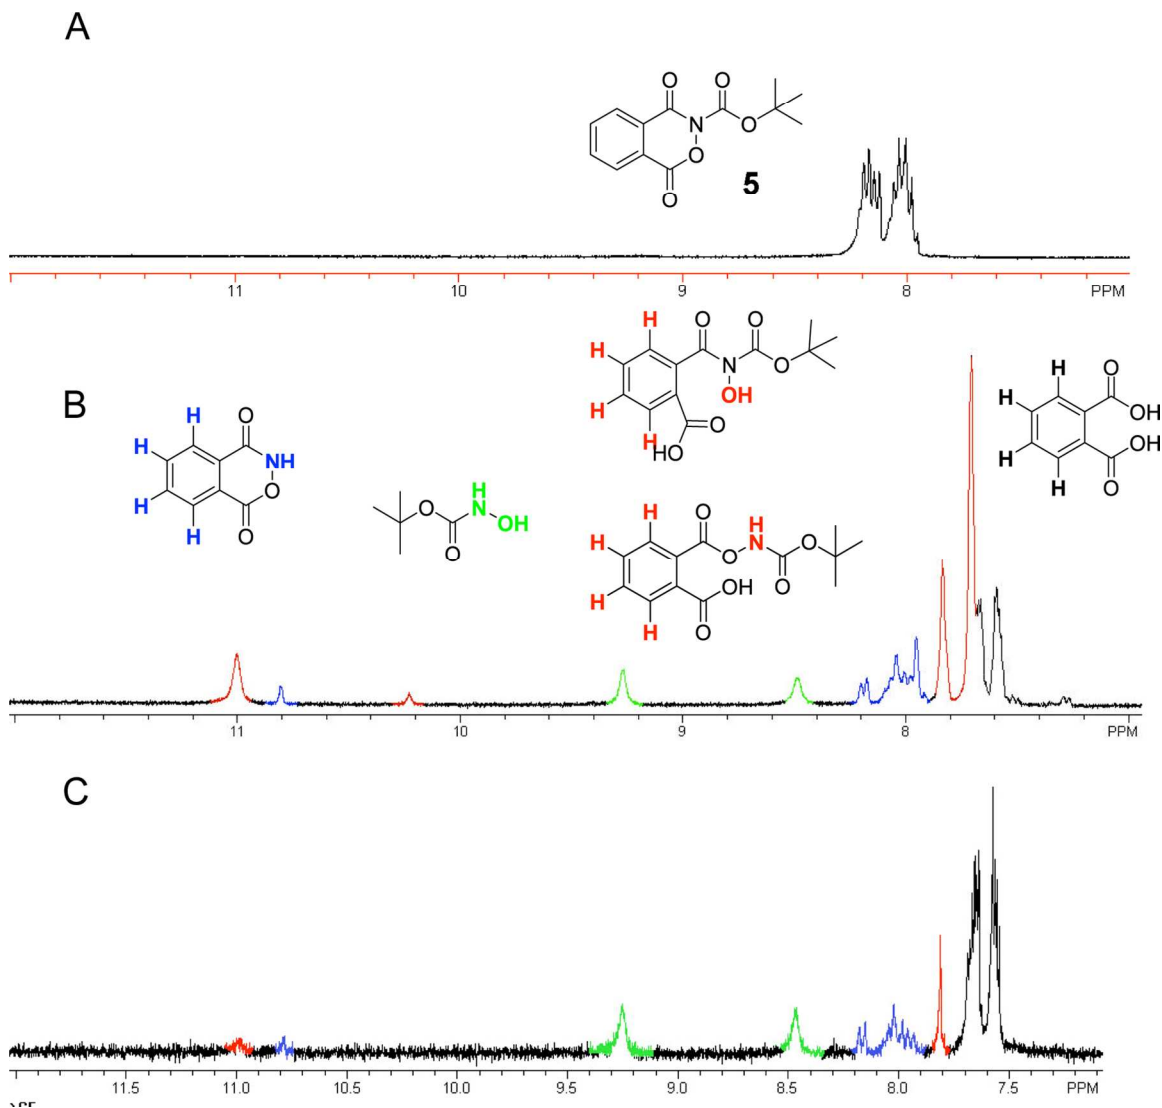 A
O O
N O
O
O
5
11 10 9 8 PPM
H O O
H N O
H OH
H O
HO
B
H O
H NH
H O
H O
H
O N OH
O
H O H
H O N O
H OH O
H O
H O
H OH
H OH
H O
11 10 9 8 PPM
C
11.5 11.0 10.5 10.0 9.5 9.0 8.5 8.0 7.5 PPM